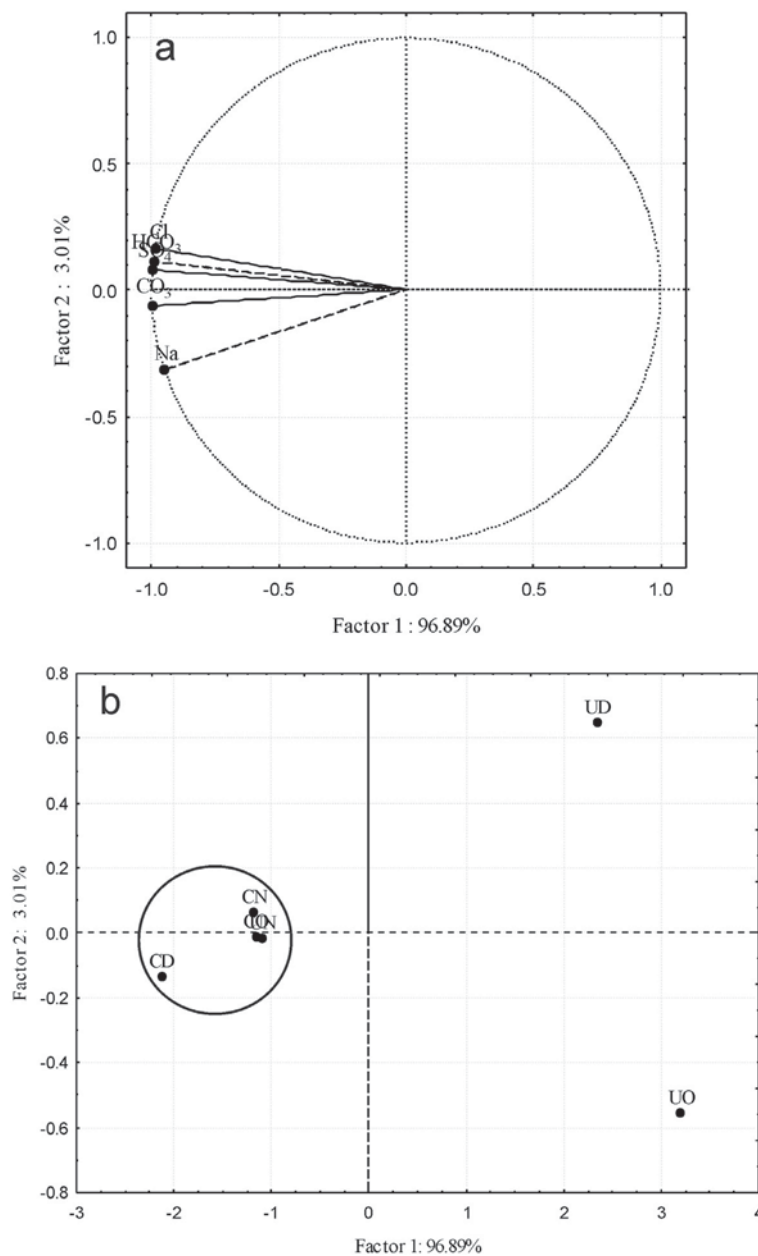 a
1.0
0.5
0.0
-0.5
-1.0
Factor 2 : 3.01%
Cl
HCO3
SO4
CO3
Na
-1.0 -0.5 0.0 0.5 1.0
Factor 1 : 96.89%
b
0.8
0.6
0.4
0.2
0.0
-0.2
-0.4
-0.6
-0.8
Factor 2: 3.01%
UD
CN
CO UN
CD
UO
-3 -2 -1 0 1 2 3 4
Factor 1: 96.89%